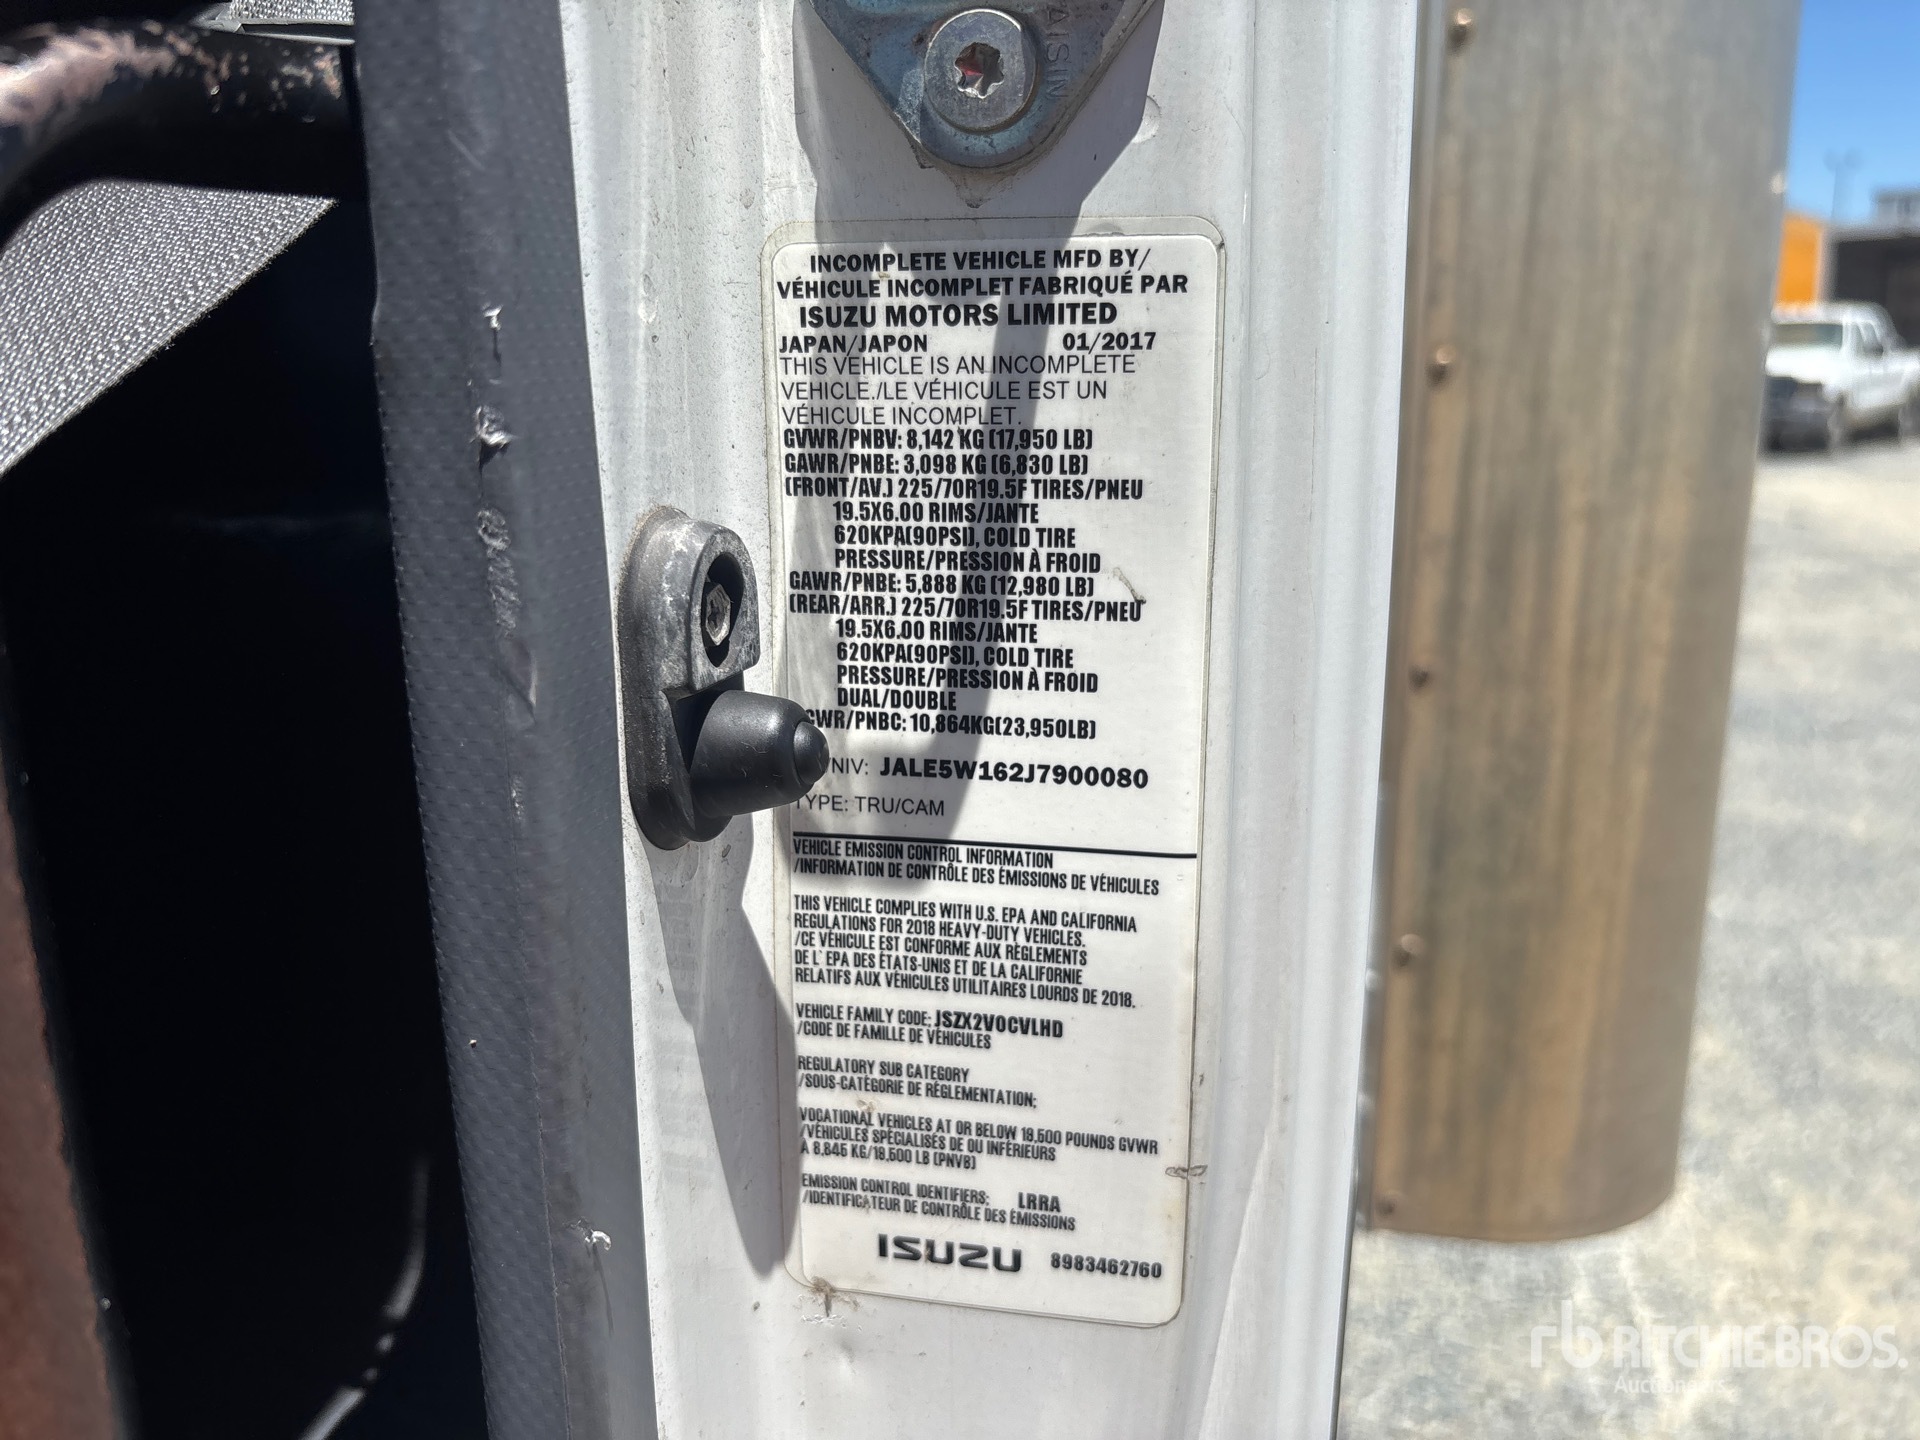 AISIN
INCOMPLETE VEHICLE MFD BY/
VÉHICULE INCOMPLET FABRIQUÉ PAR
ISUZU MOTORS LIMITED
JAPAN/JAPON 01/2017
THIS VEHICLE IS AN INCOMPLETE
VEHICLE./LE VÉHICULE EST UN
VÉHICULE INCOMPLET.
GVWR/PNBV: 8,142 KG (17,950 LB)
GAWR/PNBE: 3,098 KG (6,830 LB)
(FRONT/AV.) 225/70R19.5F TIRES/PNEU
19.5X6.00 RIMS/JANTE
620KPA(90PSI), COLD TIRE
PRESSURE/PRESSION À FROID
GAWR/PNBE: 5,888 KG (12,980 LB)
(REAR/ARR.) 225/70R19.5F TIRES/PNEU
19.5X6.00 RIMS/JANTE
620KPA(90PSI), COLD TIRE
PRESSURE/PRESSION À FROID
DUAL/DOUBLE
CWR/PNBC: 10,864KG(23,950LB)
NIV: JALE5W162J7900080
TYPE: TRU/CAM
VEHICLE EMISSION CONTROL INFORMATION
/INFORMATION DE CONTRÔLE DES ÉMISSIONS DE VÉHICULES
THIS VEHICLE COMPLIES WITH U.S. EPA AND CALIFORNIA
REGULATIONS FOR 2018 HEAVY-DUTY VEHICLES.
/CE VÉHICULE EST CONFORME AUX RÈGLEMENTS
DE L' EPA DES ÉTATS-UNIS ET DE LA CALIFORNIE
RELATIFS AUX VÉHICULES UTILITAIRES LOURDS DE 2018.
VEHICLE FAMILY CODE: JSZX2VOCVLHD
/CODE DE FAMILLE DE VÉHICULES
REGULATORY SUB CATEGORY
/SOUS-CATÉGORIE DE RÉGLEMENTATION:
VOCATIONAL VEHICLES AT OR BELOW 19,500 POUNDS GVWR
/VÉHICULES SPÉCIALISÉS DE OU INFÉRIEURS
À 8,845 KG/19,500 LB (PNVB)
EMISSION CONTROL IDENTIFIERS: LRRA
/IDENTIFICATEUR DE CONTRÔLE DES ÉMISSIONS
ISUZU 8983462760
rb RITCHIE BROS.
Auctioneers